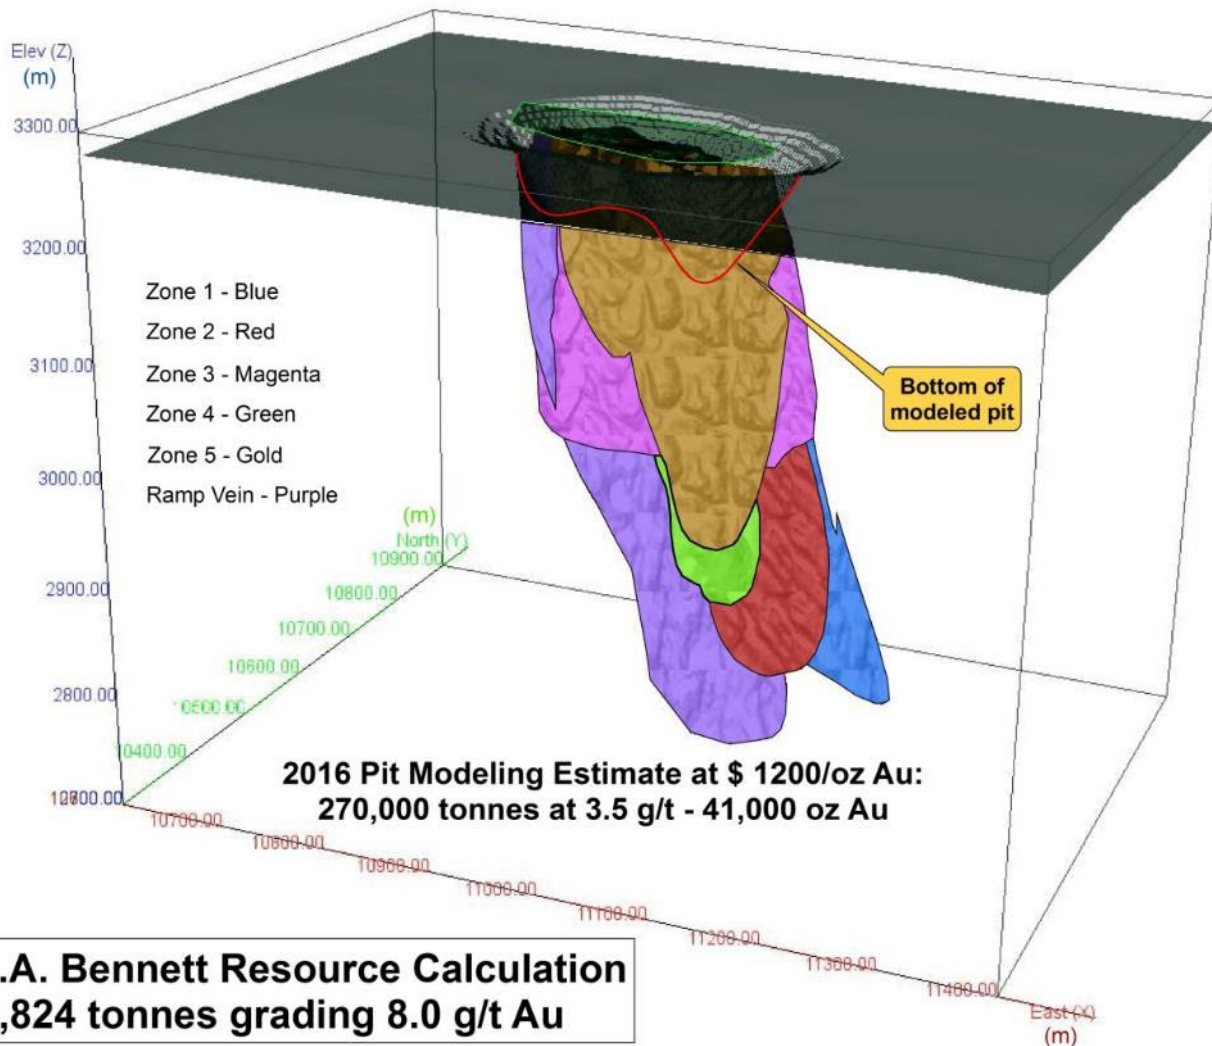 Elev (Z)
(m)
3300.00
3200.00
3100.00
3000.00
2900.00
2800.00
Zone 1 - Blue
Zone 2 - Red
Zone 3 - Magenta
Zone 4 - Green
Zone 5 - Gold
Ramp Vein - Purple
Bottom of
modeled pit
(m)
North (Y)
10900.00
10800.00
10700.00
10600.00
10500.00
10400.00
2016 Pit Modeling Estimate at $ 1200/oz Au:
270,000 tonnes at 3.5 g/t - 41,000 oz Au
10700.00
10800.00
10900.00
11000.00
11100.00
11200.00
11300.00
11400.00
East (X)
(m)
.A. Bennett Resource Calculation
,824 tonnes grading 8.0 g/t Au